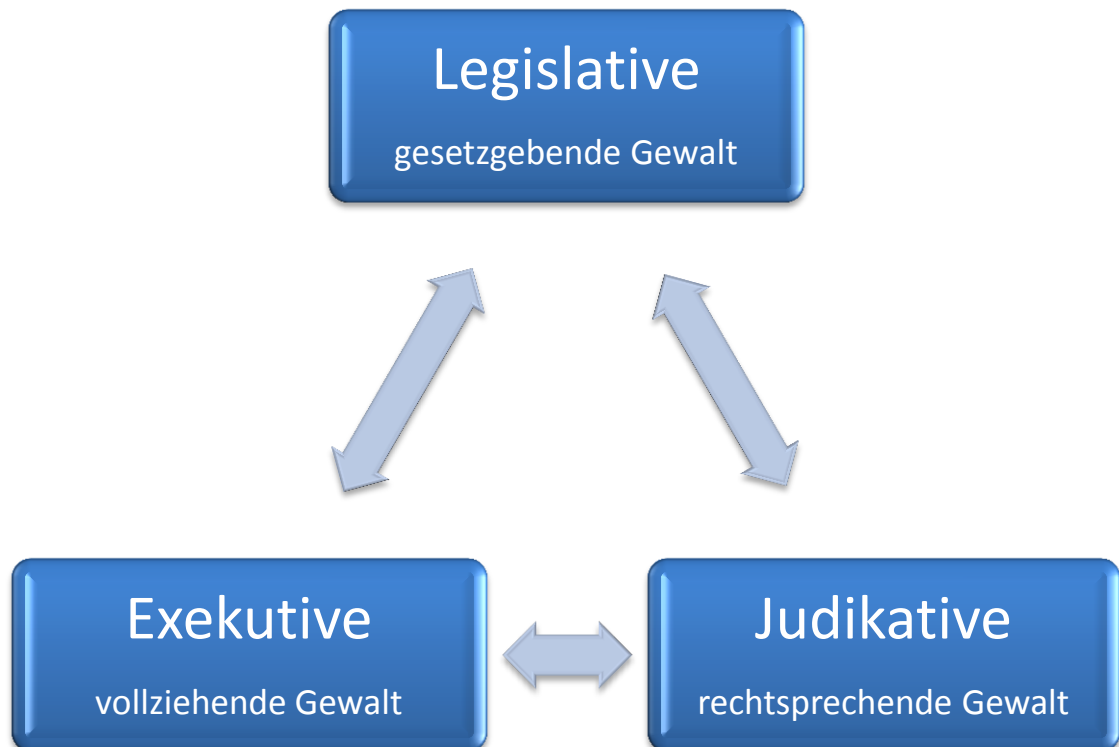 Legislative
gesetzgebende Gewalt
Exekutive
vollziehende Gewalt
Judikative
rechtsprechende Gewalt